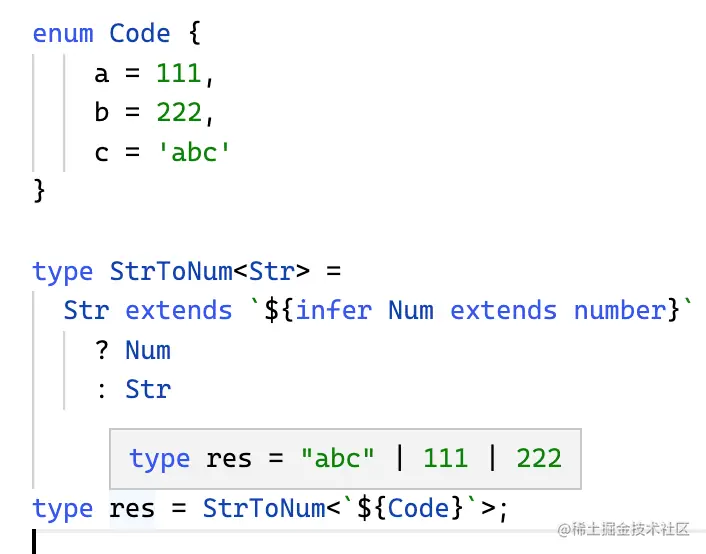 enum Code {
    a = 111,
    b = 222,
    c = 'abc'
}
type StrToNum<Str> =
  Str extends `${infer Num extends number}`
    ? Num
    : Str
type res = "abc" | 111 | 222
type res = StrToNum<`${Code}`>;
@稀土掘金技术社区